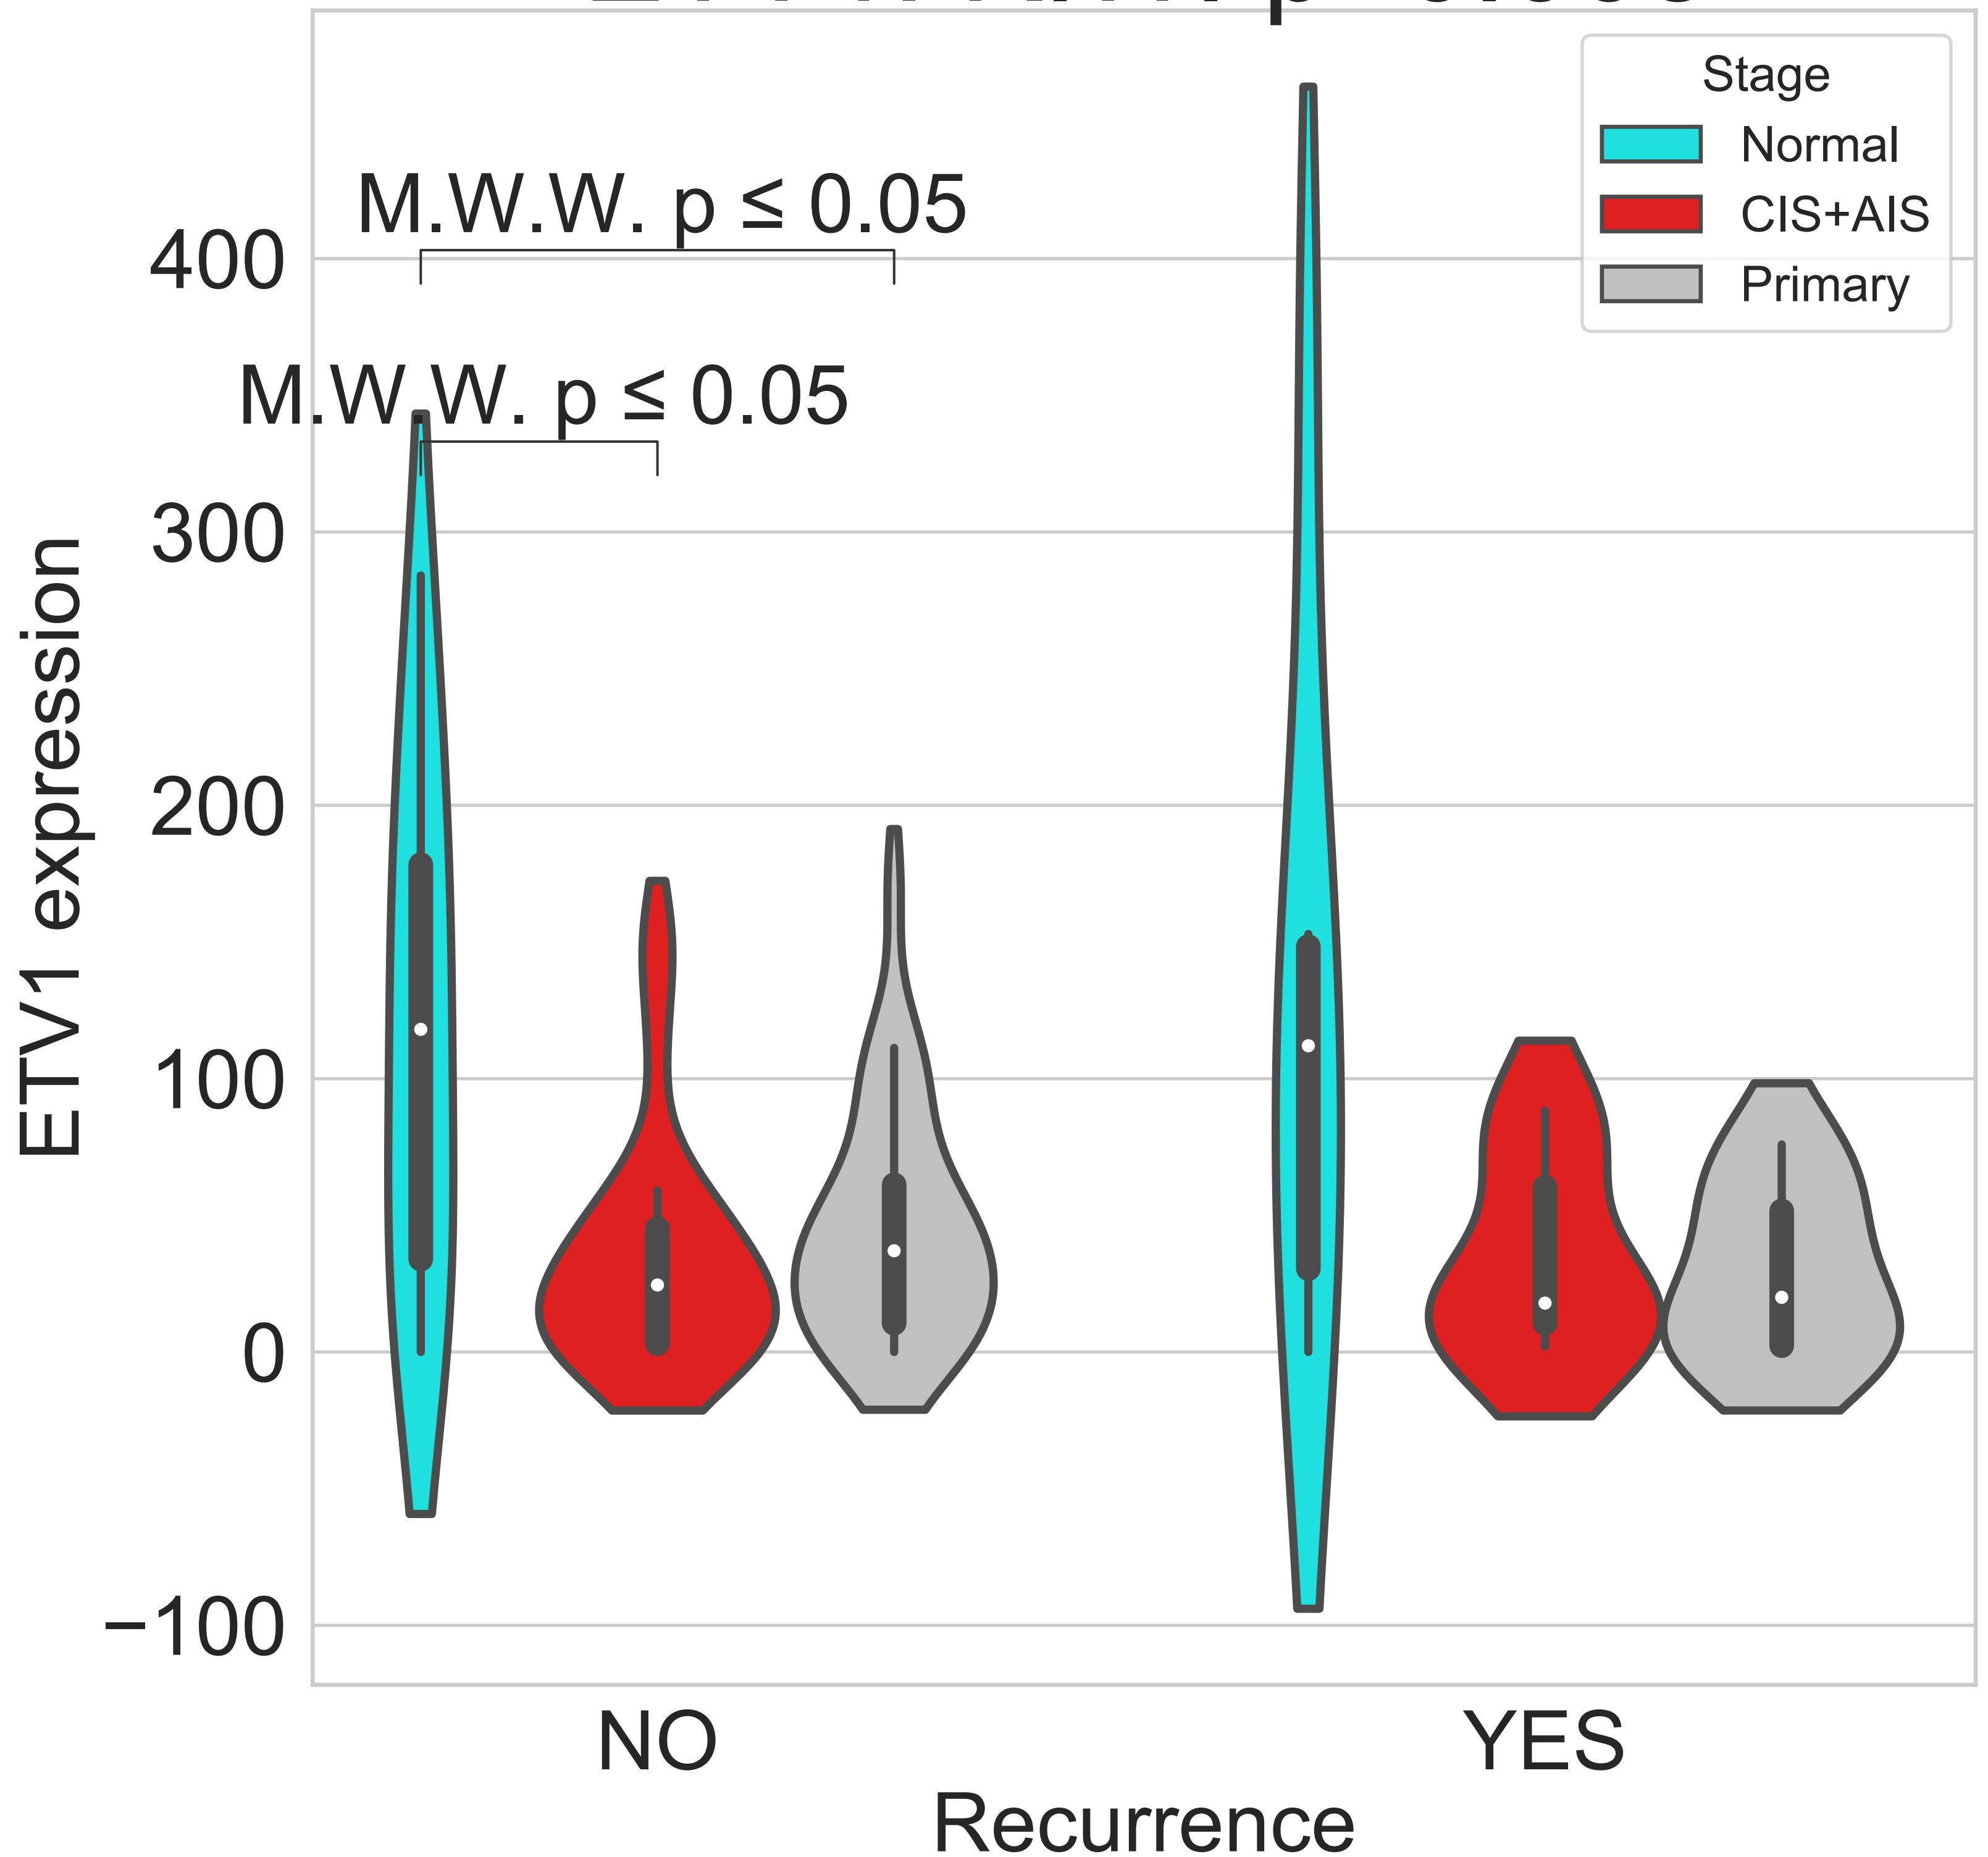 Stage
Normal
CIS+AIS
Primary
M.W.W. p ≤ 0.05
M.W.W. p ≤ 0.05
400
300
200
100
0
−100
ETV1 expression
NO
YES
Recurrence